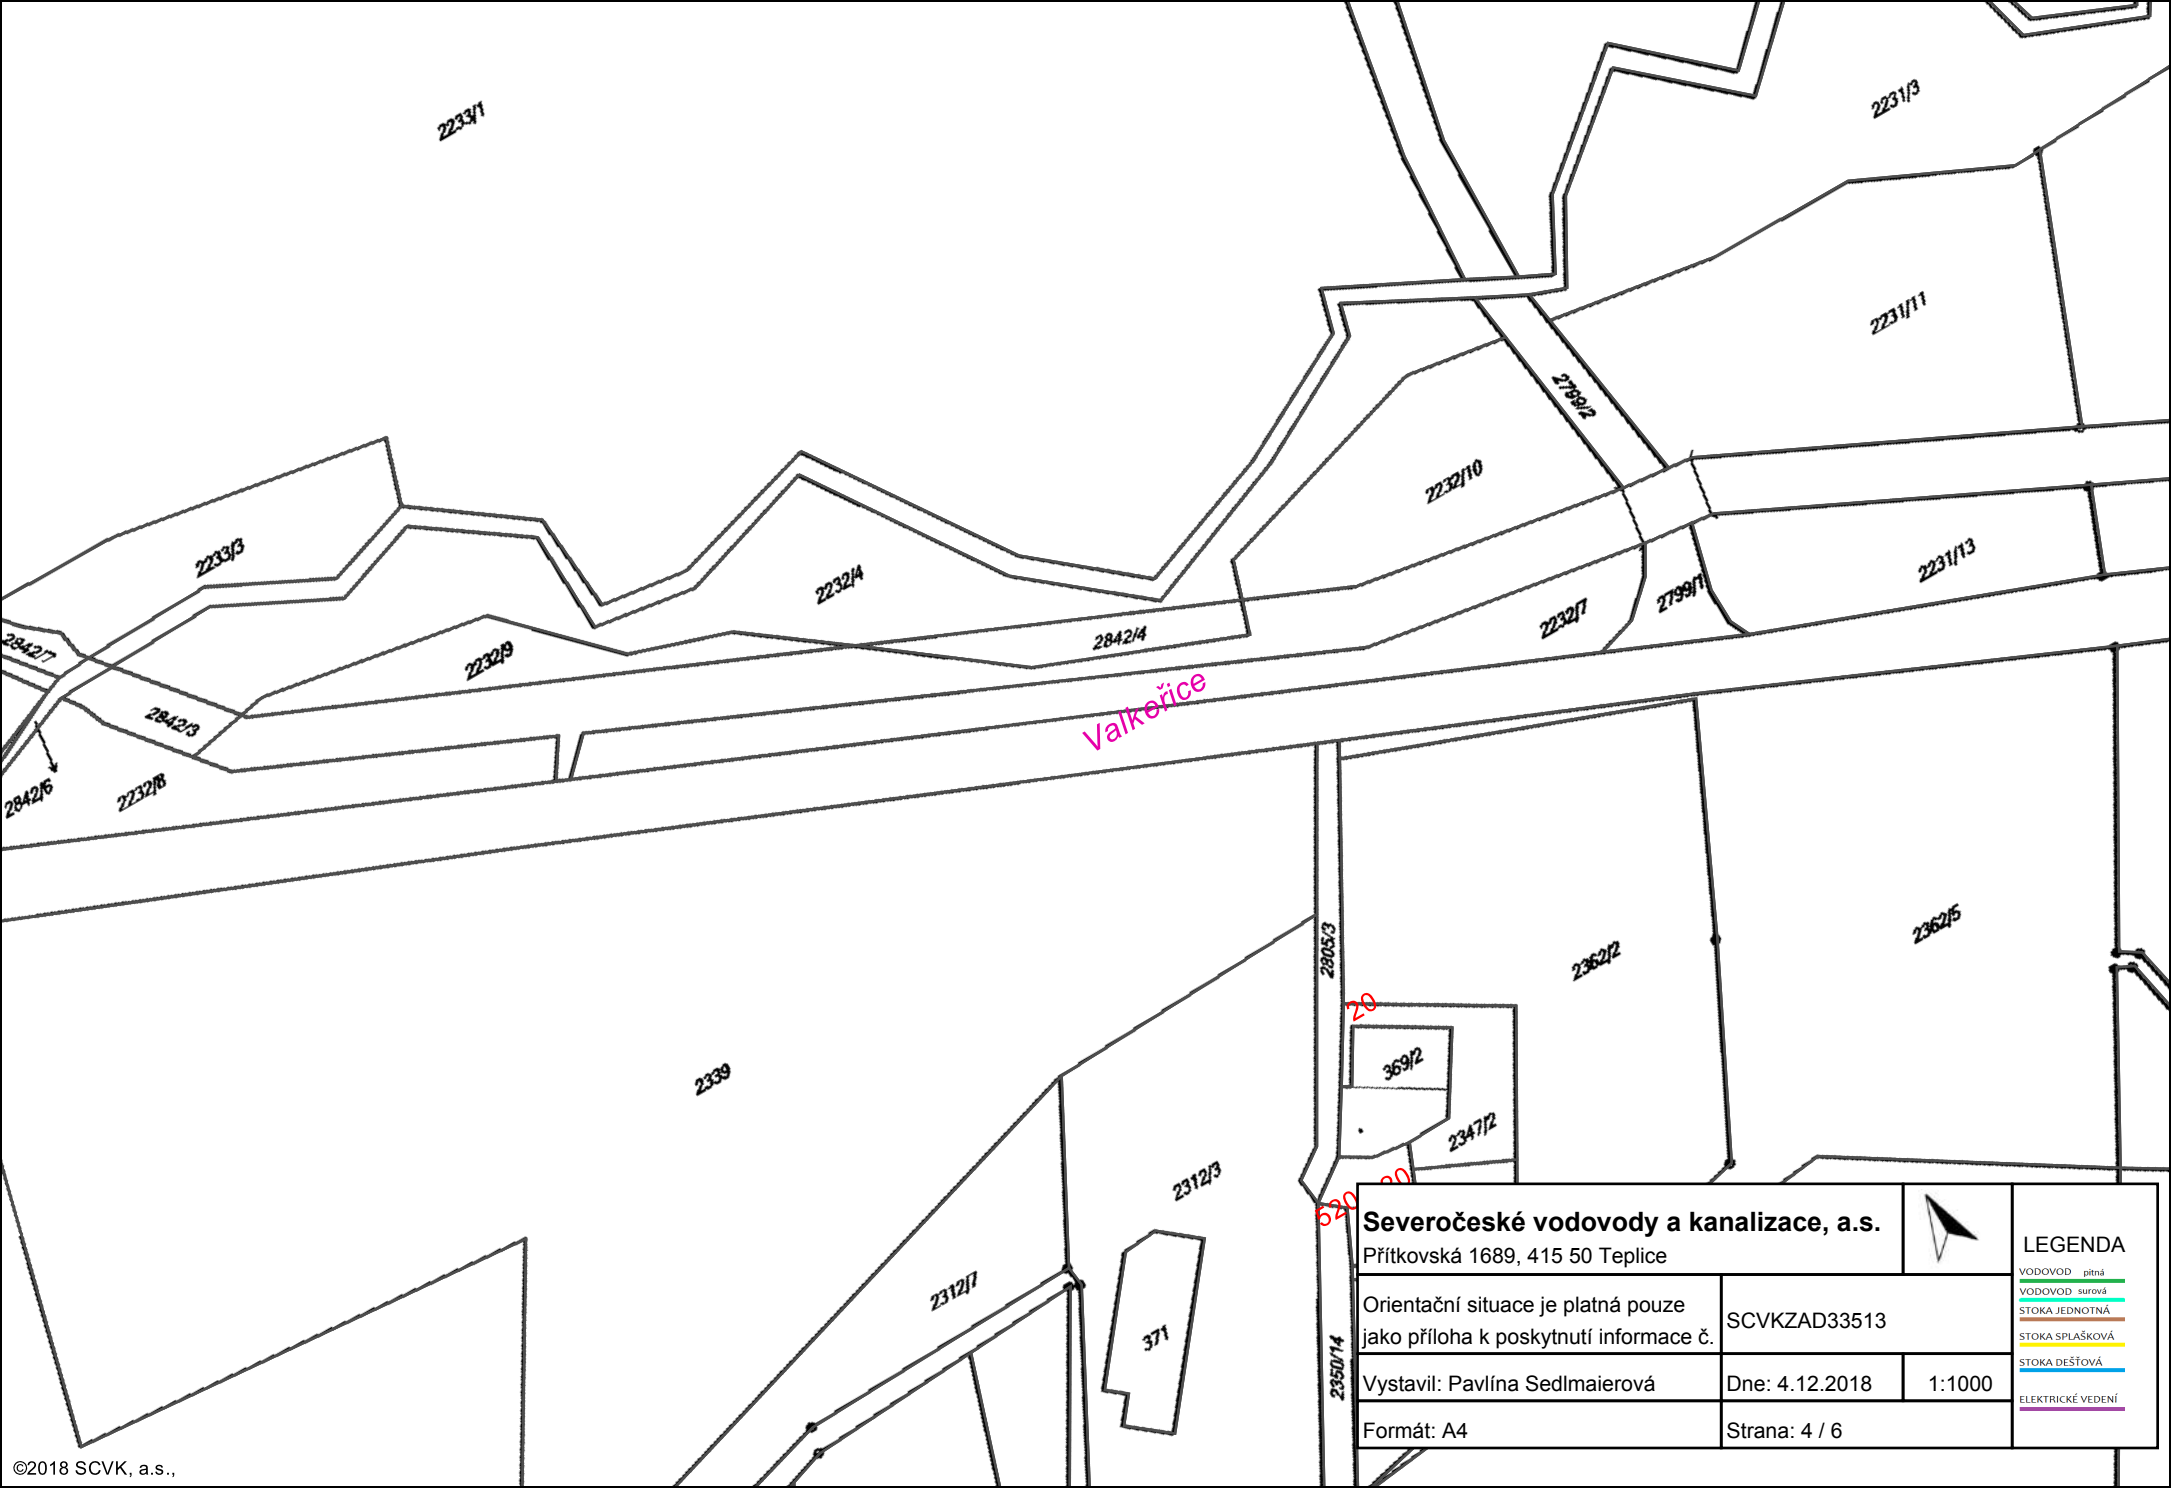 2233/1
2231/3
2231/11
2799/2
2232/10
2233/3
2232/4
2231/13
2799/1
2232/7
2842/4
2842/7
2232/9
Valkeřice
2842/3
2842/6
2232/8
2805/3
2362/2
2362/5
20
369/2
2339
2347/2
2312/3
520
2312/7
371
2350/14
Severočeské vodovody a kanalizace, a.s.
Přítkovská 1689, 415 50 Teplice
Orientační situace je platná pouze
jako příloha k poskytnutí informace č.
SCVKZAD33513
Vystavil: Pavlína Sedlmaierová
Dne: 4.12.2018
1:1000
Formát: A4
Strana: 4 / 6
LEGENDA
VODOVOD pitná
VODOVOD surová
STOKA JEDNOTNÁ
STOKA SPLAŠKOVÁ
STOKA DEŠŤOVÁ
ELEKTRICKÉ VEDENÍ
©2018 SCVK, a.s.,